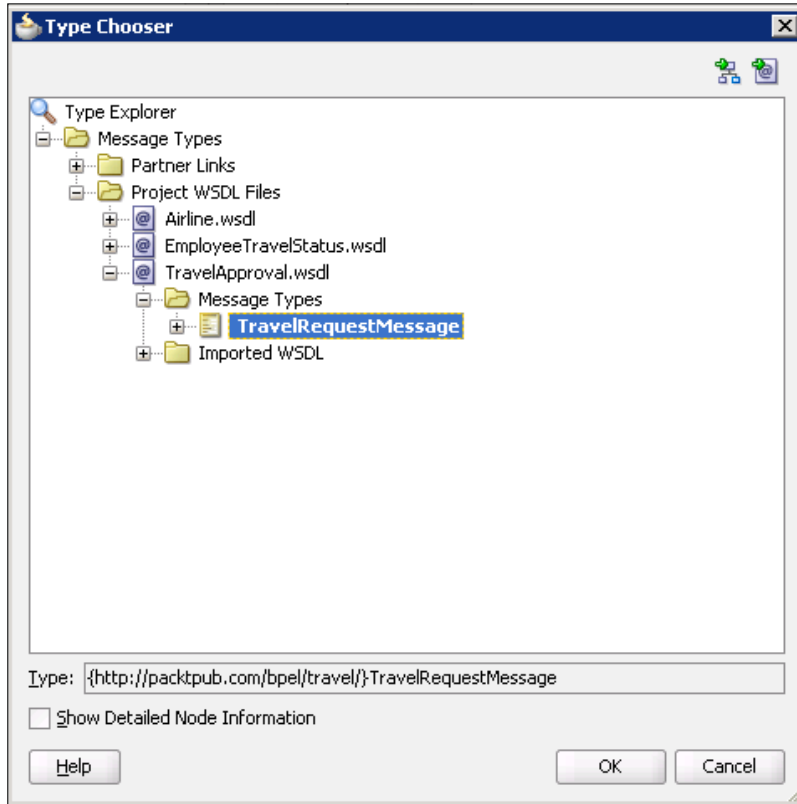 Type Chooser
Type Explorer
Message Types
Partner Links
Project WSDL Files
Airline.wsdl
EmployeeTravelStatus.wsdl
TravelApproval.wsdl
Message Types
TravelRequestMessage
Imported WSDL
Type: {http://packtpub.com/bpel/travel/}TravelRequestMessage
Show Detailed Node Information
Help OK Cancel